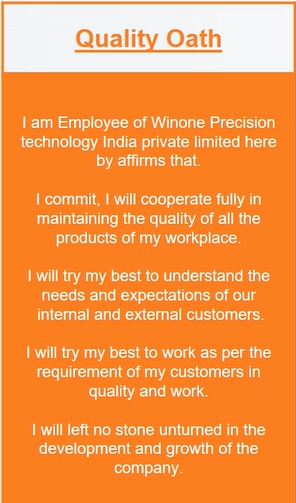 Quality Oath
I am Employee of Winone Precision
technology India private limited here
by affirms that.
I commit, I will cooperate fully in
maintaining the quality of all the
products of my workplace.
I will try my best to understand the
needs and expectations of our
internal and external customers.
I will try my best to work as per the
requirement of my customers in
quality and work.
I will left no stone unturned in the
development and growth of the
company.